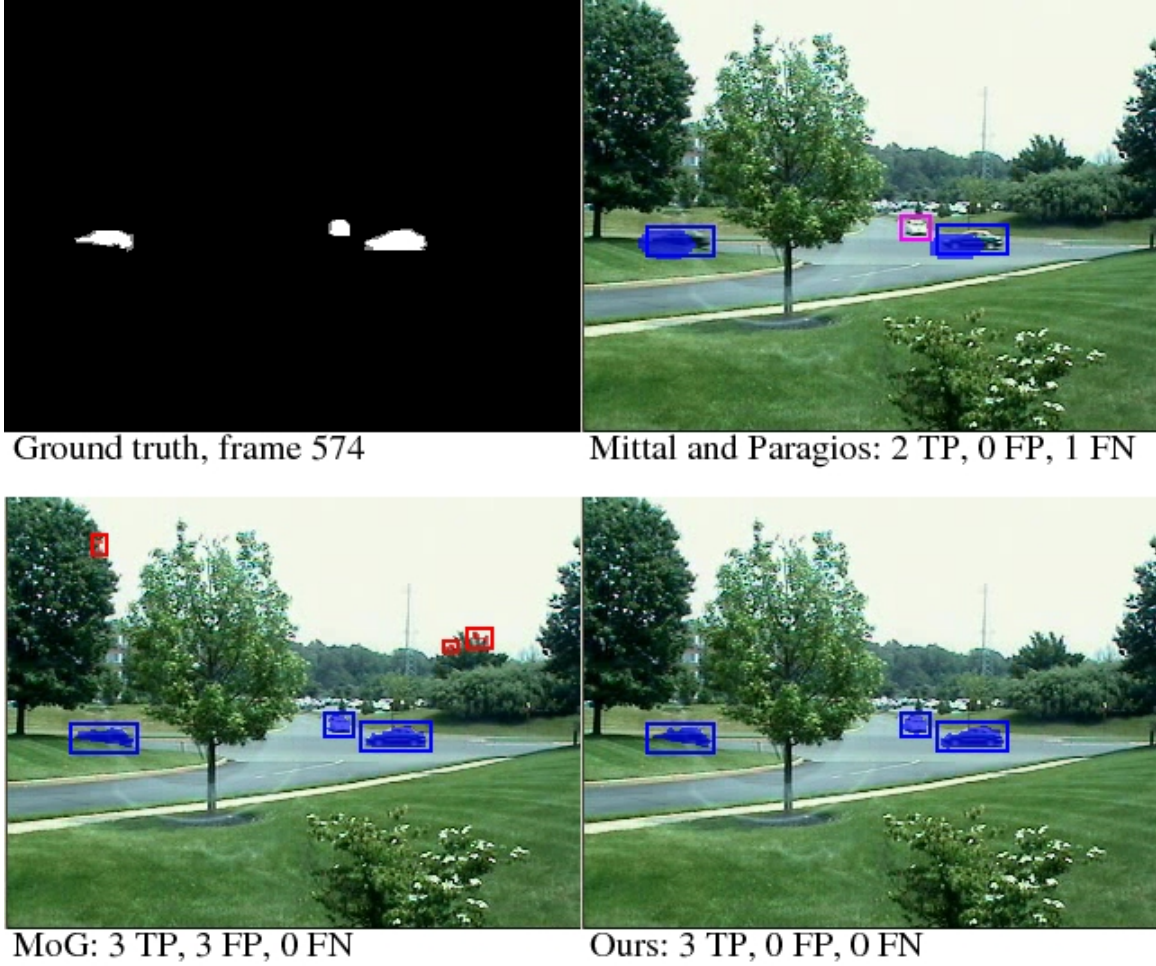 Ground truth, frame 574
Mittal and Paragios: 2 TP, 0 FP, 1 FN
MoG: 3 TP, 3 FP, 0 FN
Ours: 3 TP, 0 FP, 0 FN